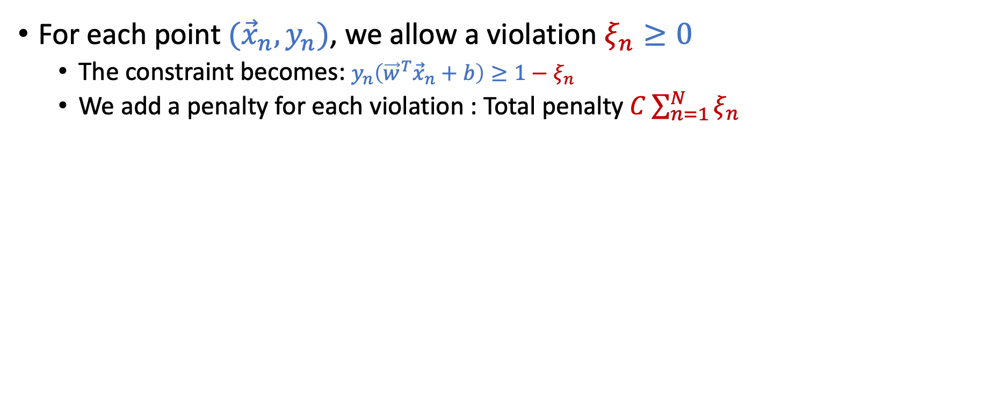 • For each point $(\vec{x}_n, y_n)$, we allow a violation $\xi_n \geq 0$
• The constraint becomes: $y_n(\vec{w}^T \vec{x}_n + b) \geq 1 - \xi_n$
• We add a penalty for each violation : Total penalty $C \sum_{n=1}^{N} \xi_n$